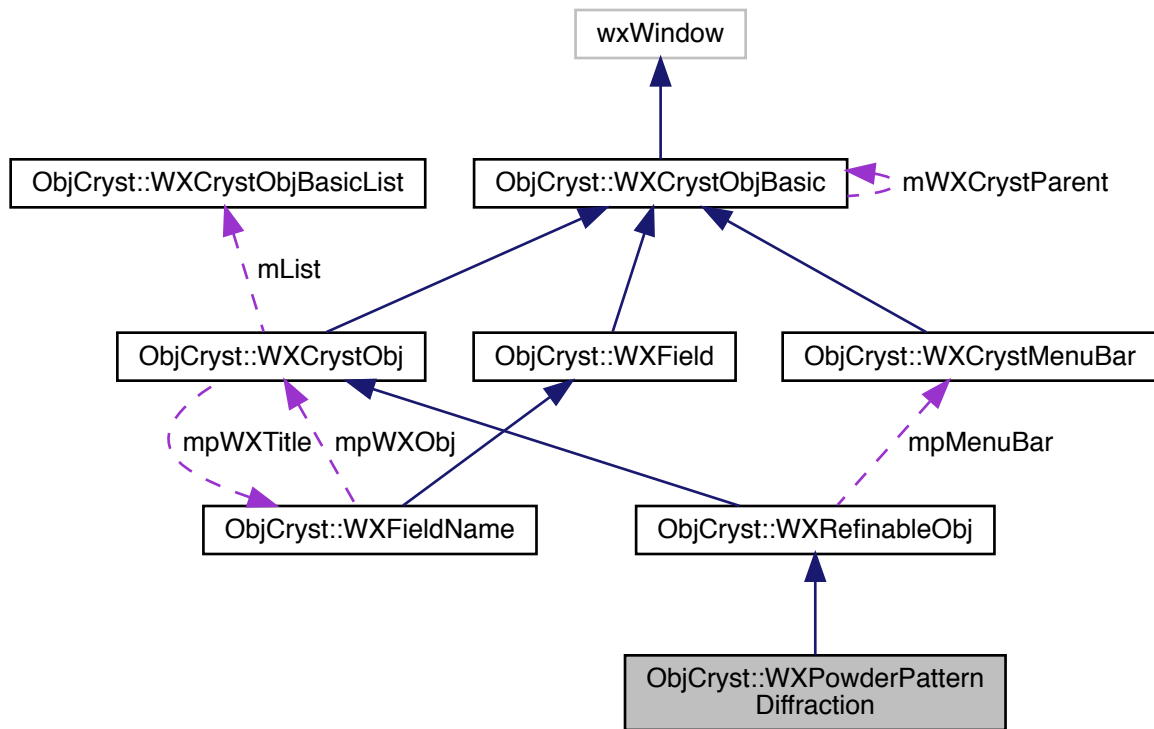 wxWindow
ObjCryst::WXCrystObjBasicList
ObjCryst::WXCrystObjBasic
mWXCrystParent
mList
ObjCryst::WXCrystObj
ObjCryst::WXField
ObjCryst::WXCrystMenuBar
mpWXTitle
mpWXObj
mpMenuBar
ObjCryst::WXFieldName
ObjCryst::WXRefinableObj
ObjCryst::WXPowderPattern
Diffraction